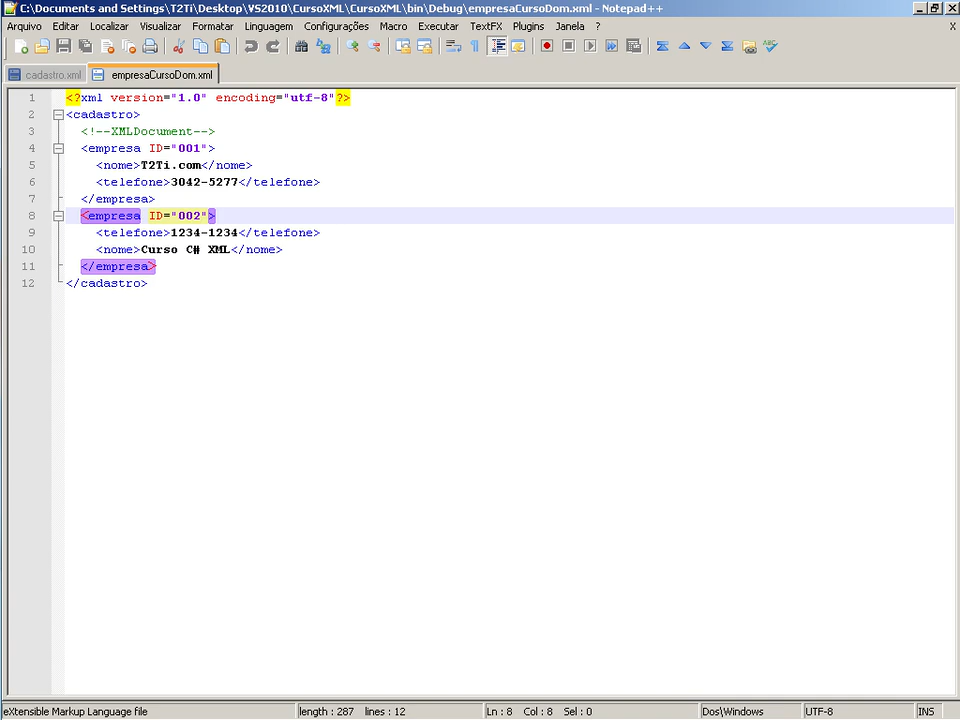 C:\Documents and Settings\T2Ti\Desktop\VS2010\CursoXML\CursoXML\bin\Debug\empresaCursoDom.xml - Notepad++
Arquivo Editar Localizar Visualizar Formatar Linguagem Configurações Macro Executar TextFX Plugins Janela ? X
cadastro.xml empresaCursoDom.xml
1 <?xml version="1.0" encoding="utf-8"?>
2 <cadastro>
3 <!--XMLDocument-->
4 <empresa ID="001">
5 <nome>T2Ti.com</nome>
6 <telefone>3042-5277</telefone>
7 </empresa>
8 <empresa ID="002">
9 <telefone>1234-1234</telefone>
10 <nome>Curso C# XML</nome>
11 </empresa>
12 </cadastro>
eXtensible Markup Language file length : 287 lines : 12 Ln : 8 Col : 8 Sel : 0 Dos\Windows UTF-8 INS